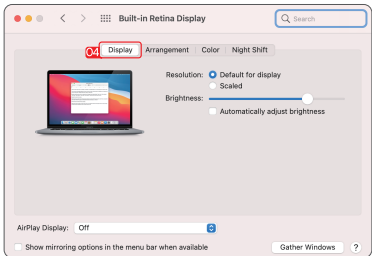 Built-in Retina Display
Search
04
Display
Arrangement
Color
Night Shift
Resolution:
Default for display
Scaled
Brightness:
Automatically adjust brightness
AirPlay Display:
Off
Show mirroring options in the menu bar when available
Gather Windows
?